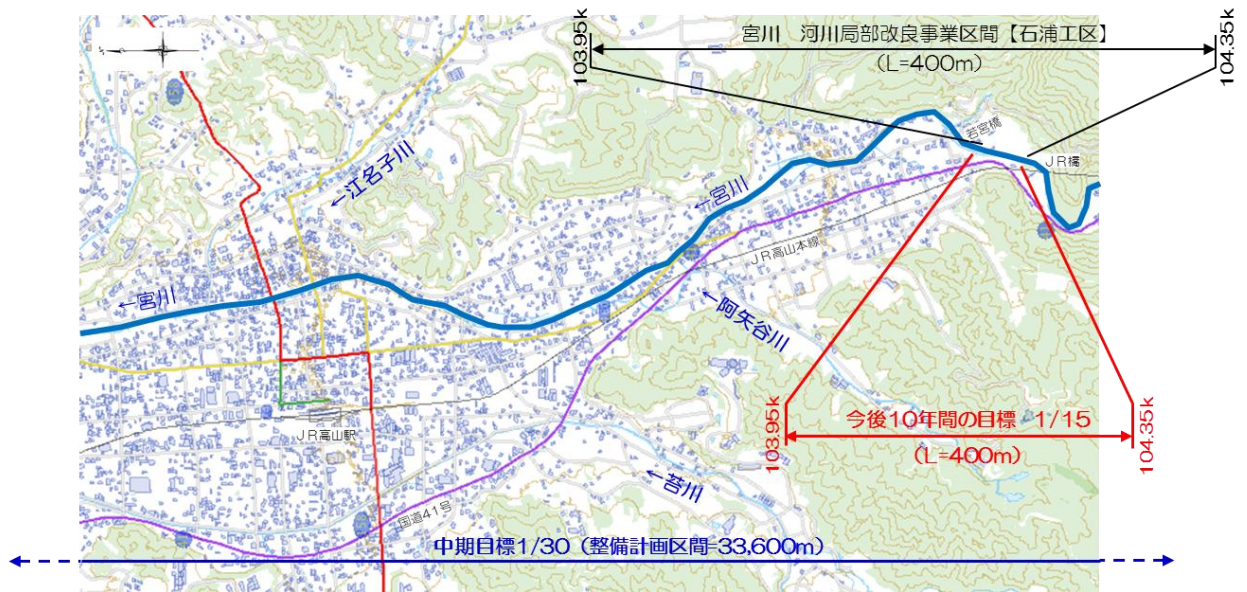 宮川 河川局部改良事業区間【石浦工区】
(L=400m)
103.95k
104.35k
若宮橋
JR橋
←江名子川
←宮川
JR高山本線
←宮川
←阿矢谷川
今後10年間の目標 1/15
(L=400m)
103.95k
104.35k
JR高山駅
←苔川
国道41号
中期目標1/30(整備計画区間=33,600m)